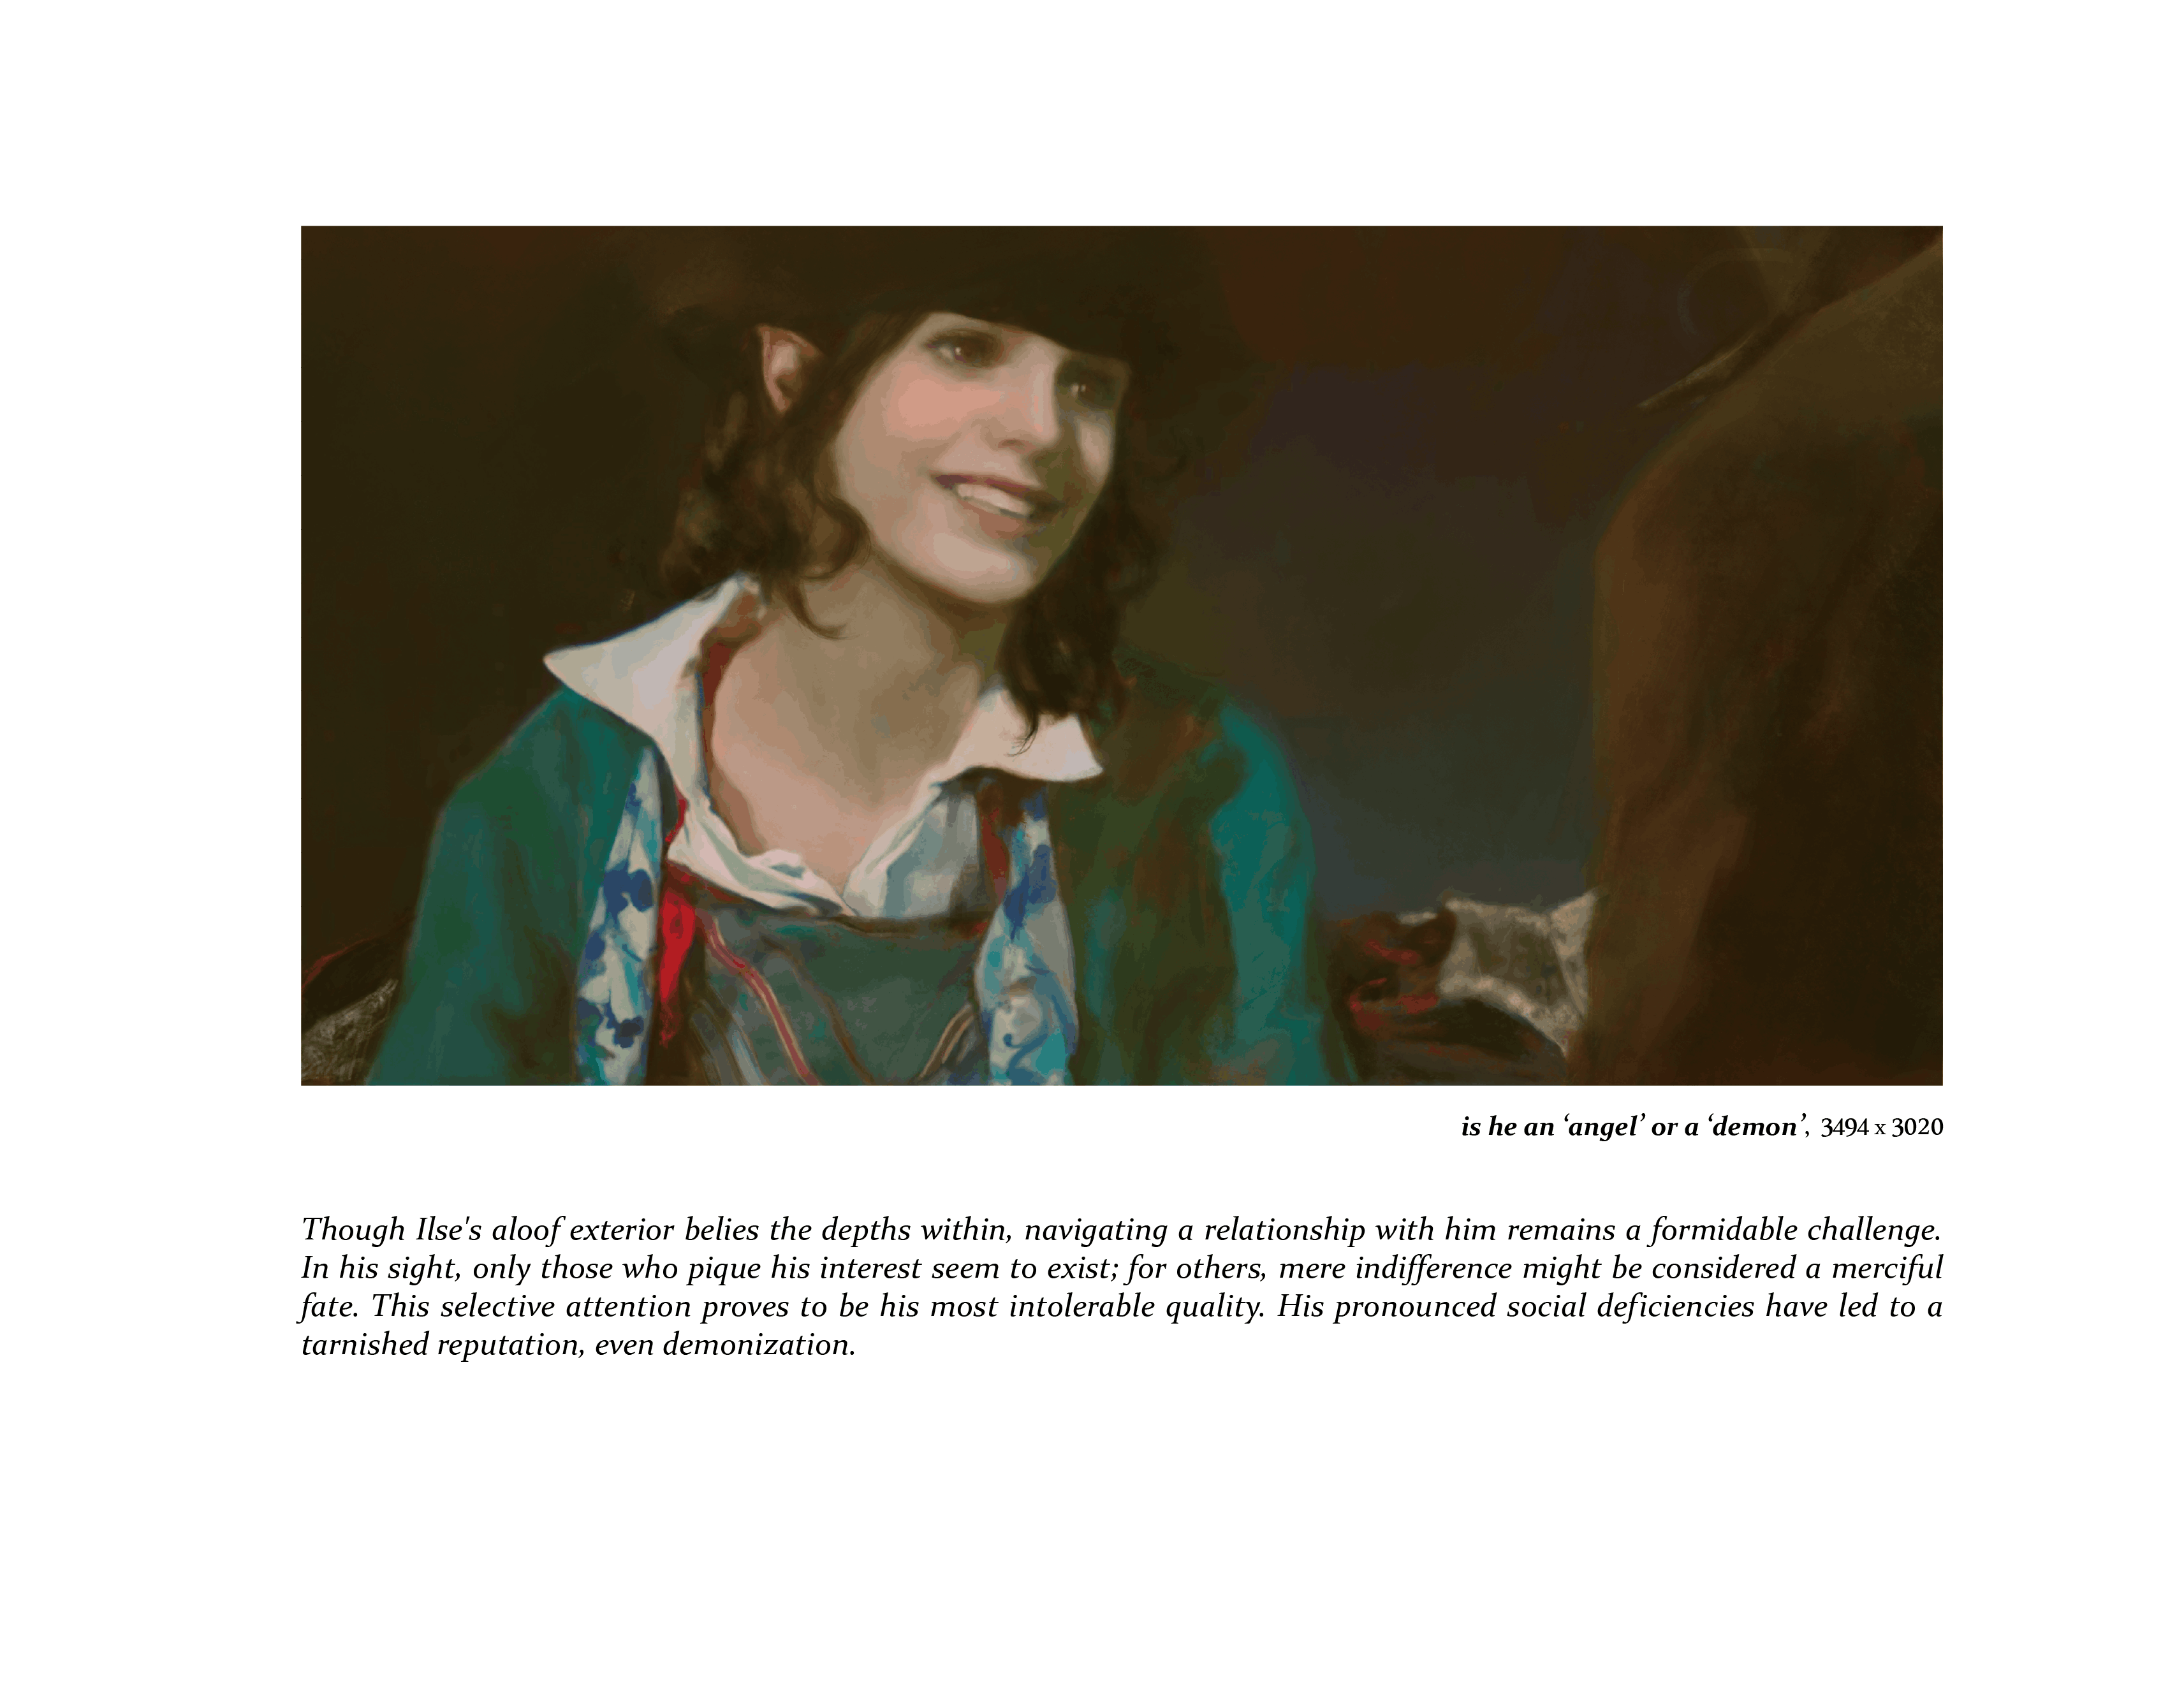 is he an ‘angel’ or a ‘demon’, 3494 x 3020
Though Ilse's aloof exterior belies the depths within, navigating a relationship with him remains a formidable challenge.
In his sight, only those who pique his interest seem to exist; for others, mere indifference might be considered a merciful
fate. This selective attention proves to be his most intolerable quality. His pronounced social deficiencies have led to a
tarnished reputation, even demonization.